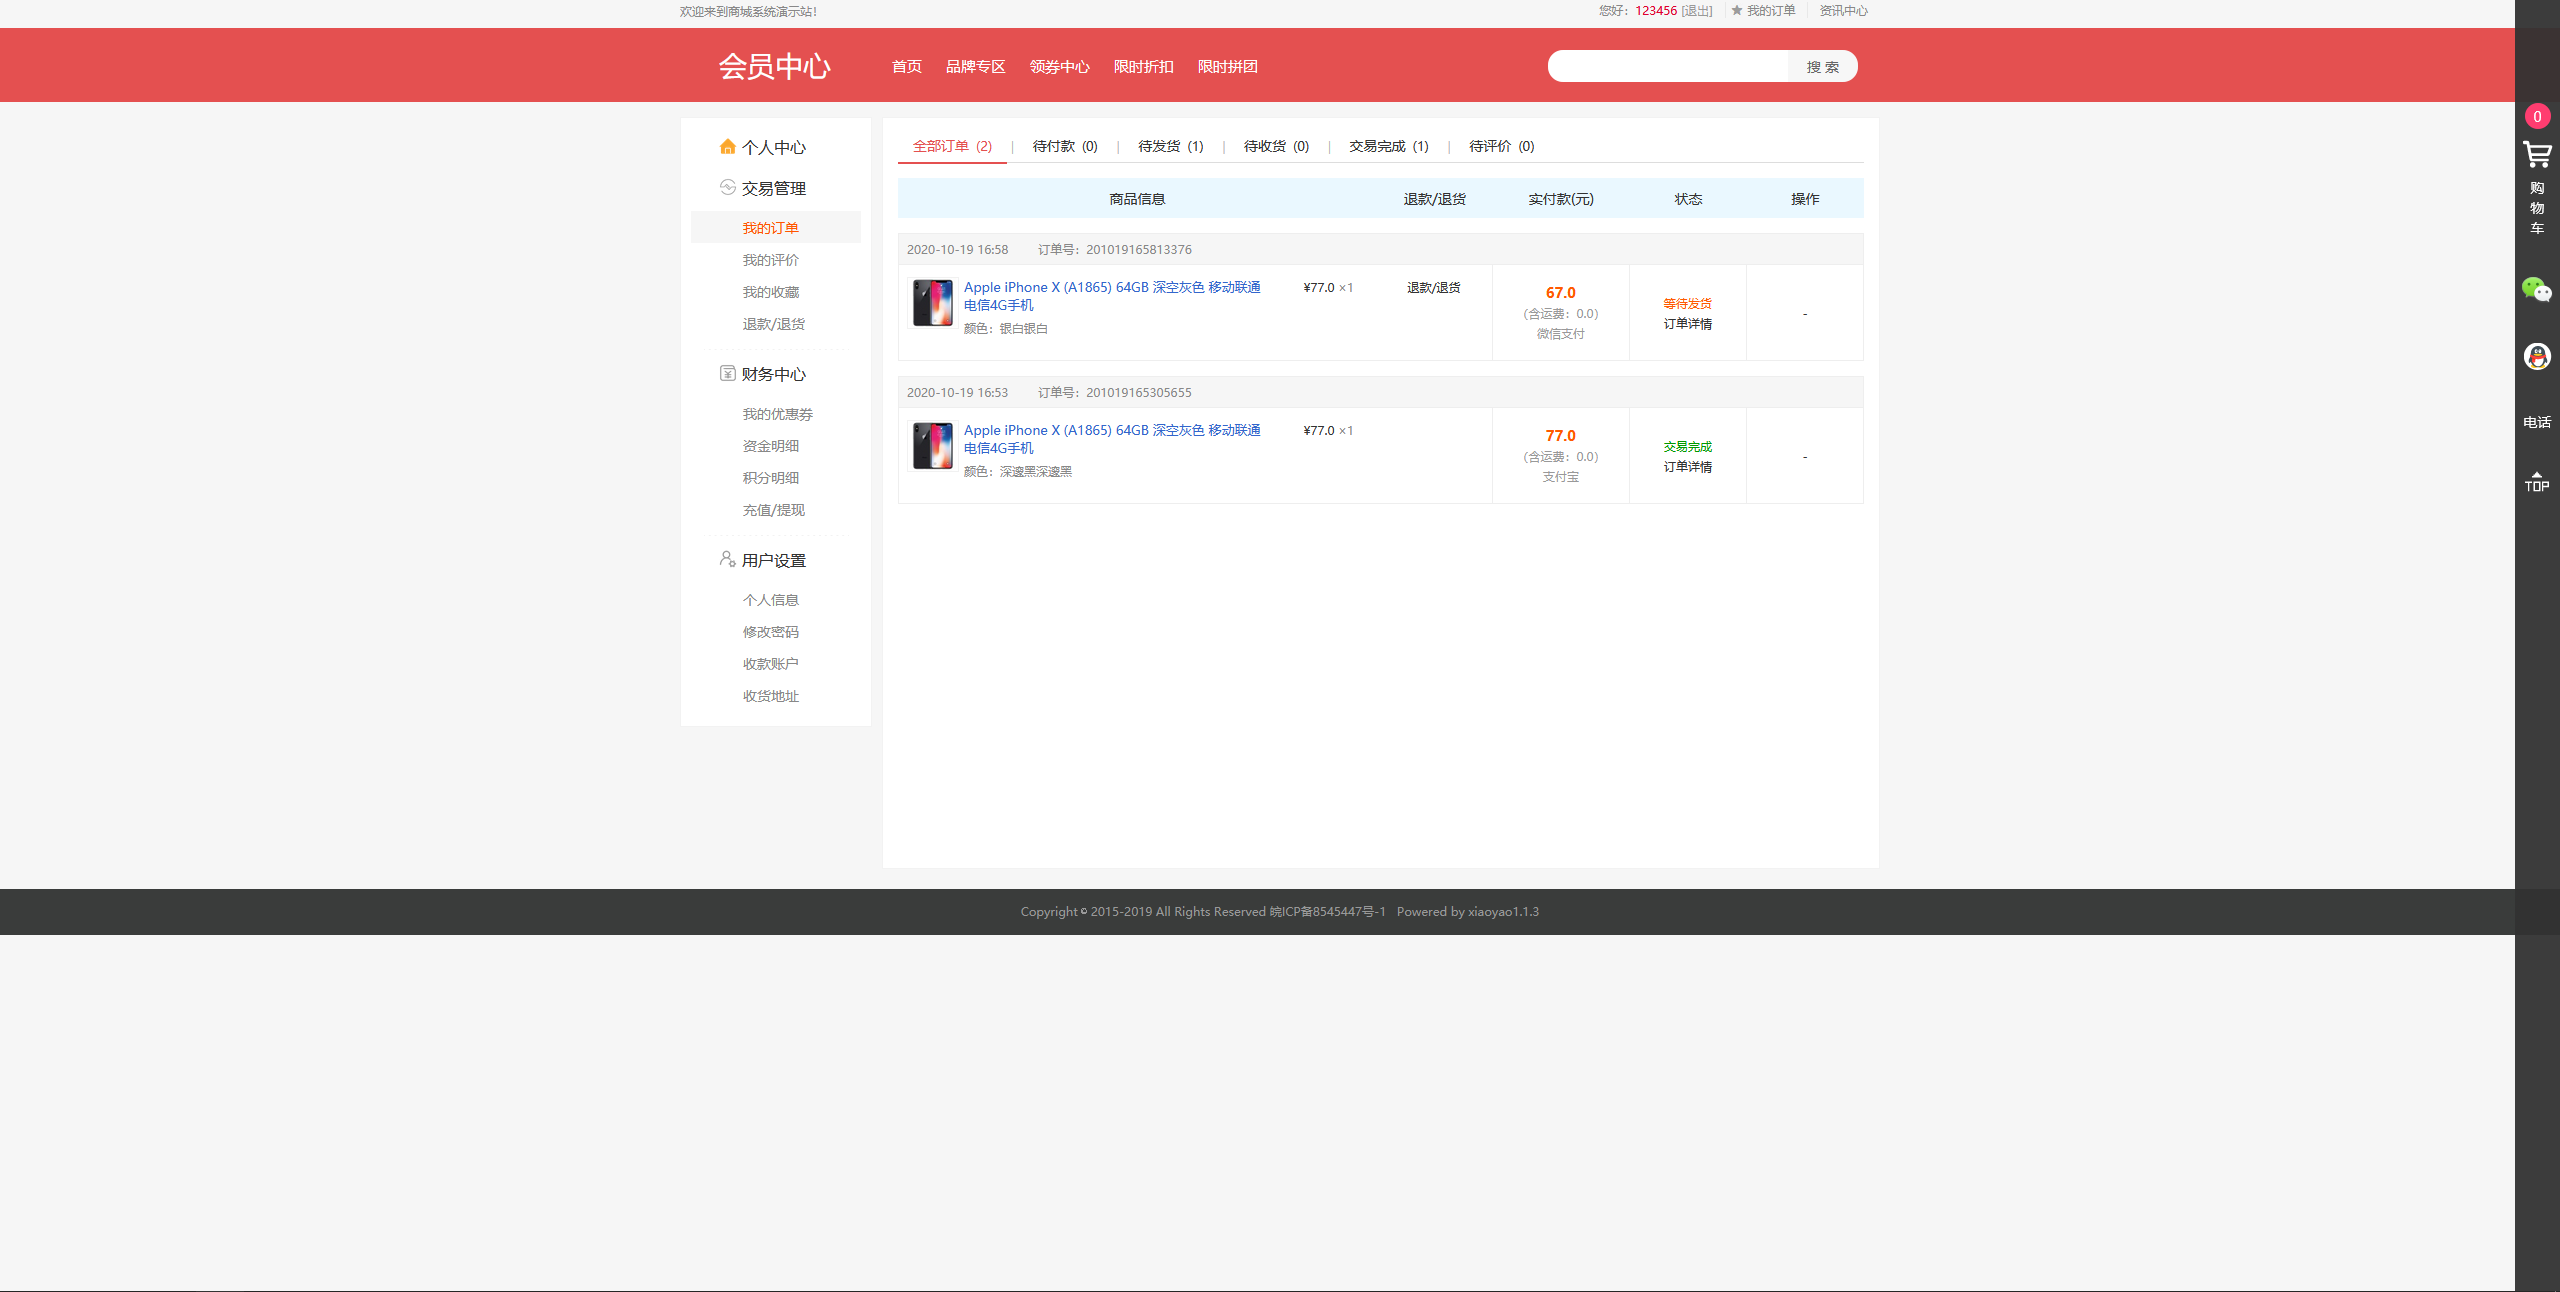 欢迎来到商城系统演示站!
您好：123456 [退出] 我的订单 资讯中心
会员中心 首页 品牌专区 领券中心 限时折扣 限时拼团 搜 索
个人中心
交易管理
我的订单
我的评价
我的收藏
退款/退货
财务中心
我的优惠券
资金明细
积分明细
充值/提现
用户设置
个人信息
修改密码
收款账户
收货地址
全部订单 (2) | 待付款 (0) | 待发货 (1) | 待收货 (0) | 交易完成 (1) | 待评价 (0)
商品信息 退款/退货 实付款(元) 状态 操作
2020-10-19 16:58 订单号：201019165813376
Apple iPhone X (A1865) 64GB 深空灰色 移动联通
电信4G手机
颜色：银白银白
¥77.0 ×1
退款/退货
67.0
(含运费：0.0)
微信支付
等待发货
订单详情
-
2020-10-19 16:53 订单号：201019165305655
Apple iPhone X (A1865) 64GB 深空灰色 移动联通
电信4G手机
颜色：深邃黑深邃黑
¥77.0 ×1
77.0
(含运费：0.0)
支付宝
交易完成
订单详情
-
0
购
物
车
电话
TOP
Copyright © 2015-2019 All Rights Reserved 皖ICP备8545447号-1 Powered by xiaoyao1.1.3